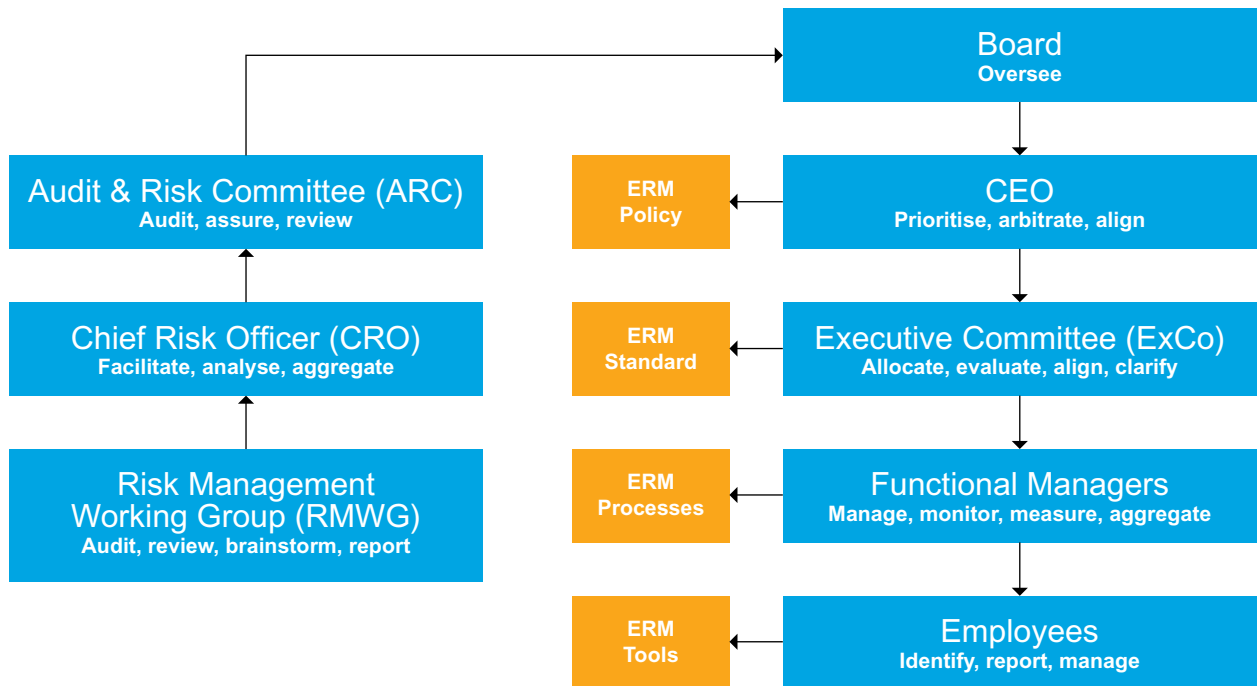 Board
Oversee
Audit & Risk Committee (ARC)
Audit, assure, review
ERM
Policy
CEO
Prioritise, arbitrate, align
Chief Risk Officer (CRO)
Facilitate, analyse, aggregate
ERM
Standard
Executive Committee (ExCo)
Allocate, evaluate, align, clarify
Risk Management
Working Group (RMWG)
Audit, review, brainstorm, report
ERM
Processes
Functional Managers
Manage, monitor, measure, aggregate
ERM
Tools
Employees
Identify, report, manage